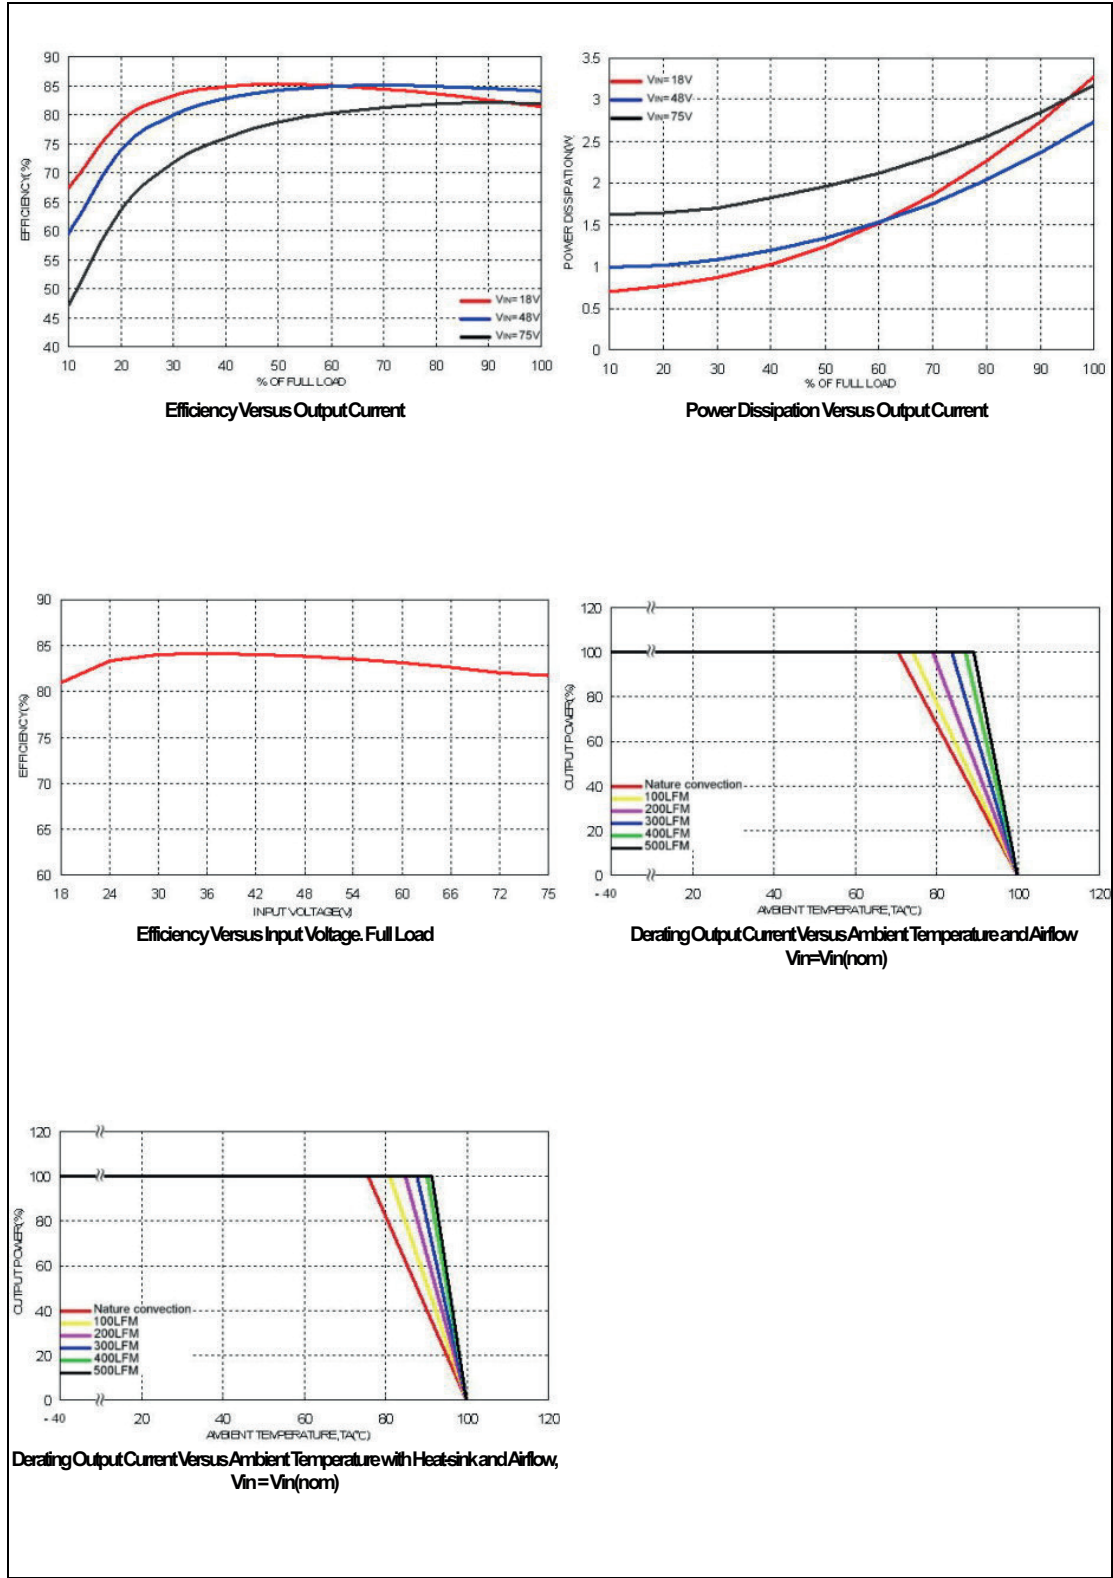 90
85
80
75
70
65
60
55
50
45
40
EFFICIENCY(%)
VIN=18V
VIN=48V
VIN=75V
10 20 30 40 50 60 70 80 90 100
% OF FULL LOAD
Efficiency Versus Output Current
3.5
3
2.5
2
1.5
1
0.5
0
POWER DISSIPATION(W)
VIN=18V
VIN=48V
VIN=75V
10 20 30 40 50 60 70 80 90 100
% OF FULL LOAD
Power Dissipation Versus Output Current
90
85
80
75
70
65
60
EFFICIENCY(%)
18 24 30 36 42 48 54 60 66 72 75
INPUT VOLTAGE(V)
Efficiency Versus Input Voltage. Full Load
120
100
80
60
40
20
0
OUTPUT POWER(%)
Nature convection
100LFM
200LFM
300LFM
400LFM
500LFM
-40 20 40 60 80 100 120
AMBIENT TEMPERATURE,TA(°C)
Derating Output Current Versus Ambient Temperature and Airflow
Vin=Vin(nom)
120
100
80
60
40
20
0
OUTPUT POWER(%)
Nature convection
100LFM
200LFM
300LFM
400LFM
500LFM
-40 20 40 60 80 100 120
AMBIENT TEMPERATURE,TA(°C)
Derating Output Current Versus Ambient Temperature with Heat-sink and Airflow,
Vin = Vin(nom)